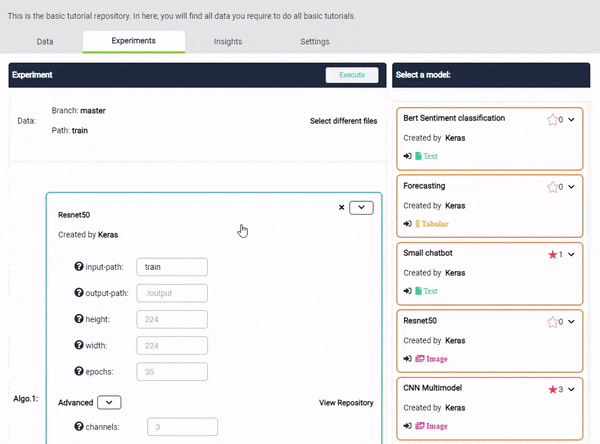 This is the basic tutorial repository. In here, you will find all data you require to do all basic tutorials.
Data
Experiments
Insights
Settings
Experiment
Execute
Data:
Branch: master
Path: train
Select different files
Resnet50
Created by Keras
input-path: train
output-path: ./output
height: 224
width: 224
epochs: 35
Algo.1:
Advanced
View Repository
channels: 3
Select a model:
Bert Sentiment classification
0
Created by Keras
Text
Forecasting
0
Created by Keras
Tabular
Small chatbot
1
Created by Keras
Text
Resnet50
0
Created by Keras
Image
CNN Multimodel
3
Created by Keras
Image